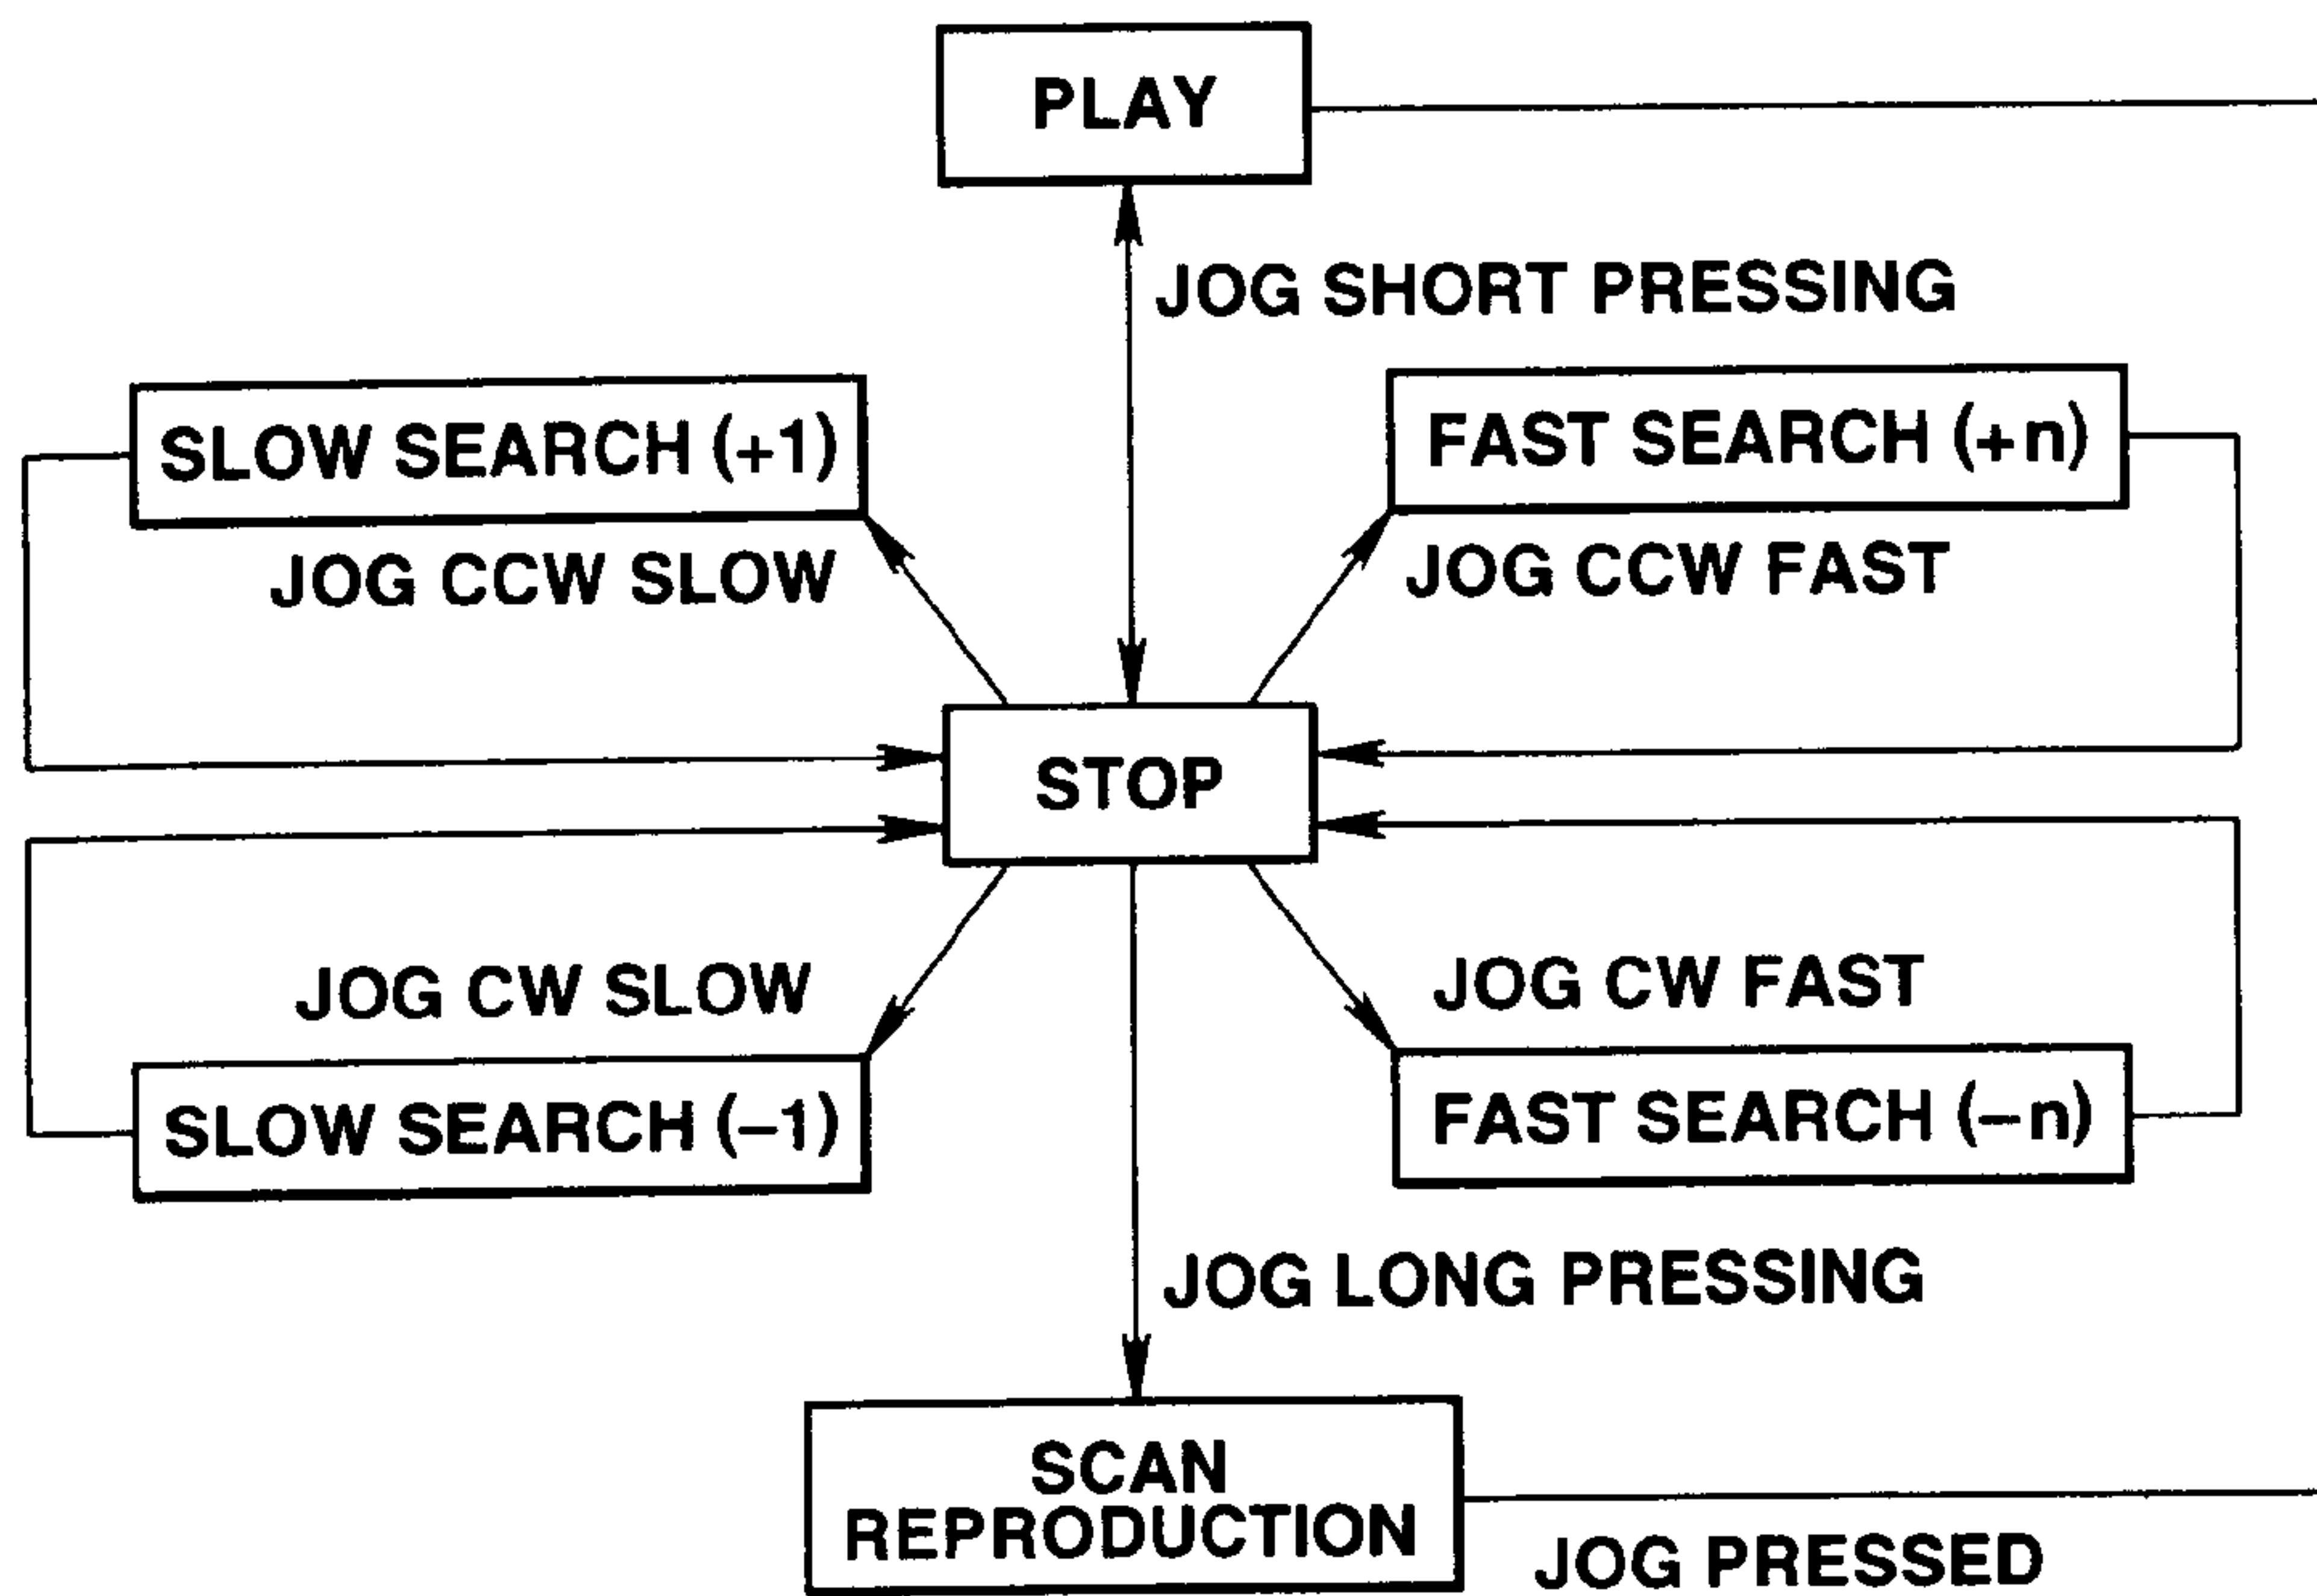 PLAY
JOG SHORT PRESSING
SLOW SEARCH (+1)
FAST SEARCH (+n)
JOG CCW SLOW
JOG CCW FAST
STOP
JOG CW SLOW
JOG CW FAST
SLOW SEARCH (−1)
FAST SEARCH (−n)
JOG LONG PRESSING
SCAN
REPRODUCTION
JOG PRESSED